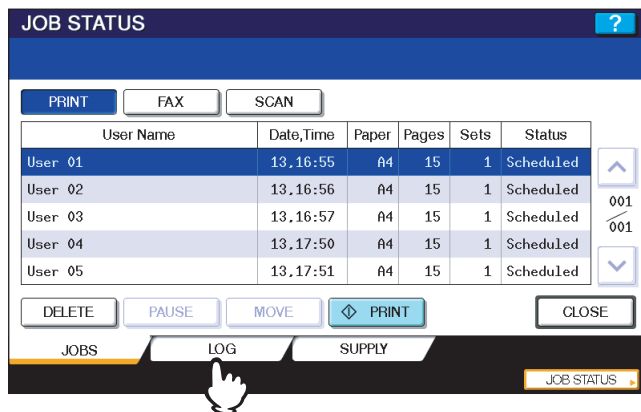 JOB STATUS ?
PRINT FAX SCAN
User Name Date,Time Paper Pages Sets Status
User 01 13,16:55 A4 15 1 Scheduled
User 02 13,16:56 A4 15 1 Scheduled
User 03 13,16:57 A4 15 1 Scheduled
User 04 13,17:50 A4 15 1 Scheduled
User 05 13,17:51 A4 15 1 Scheduled
001
001
DELETE PAUSE MOVE PRINT CLOSE
JOBS LOG SUPPLY
JOB STATUS